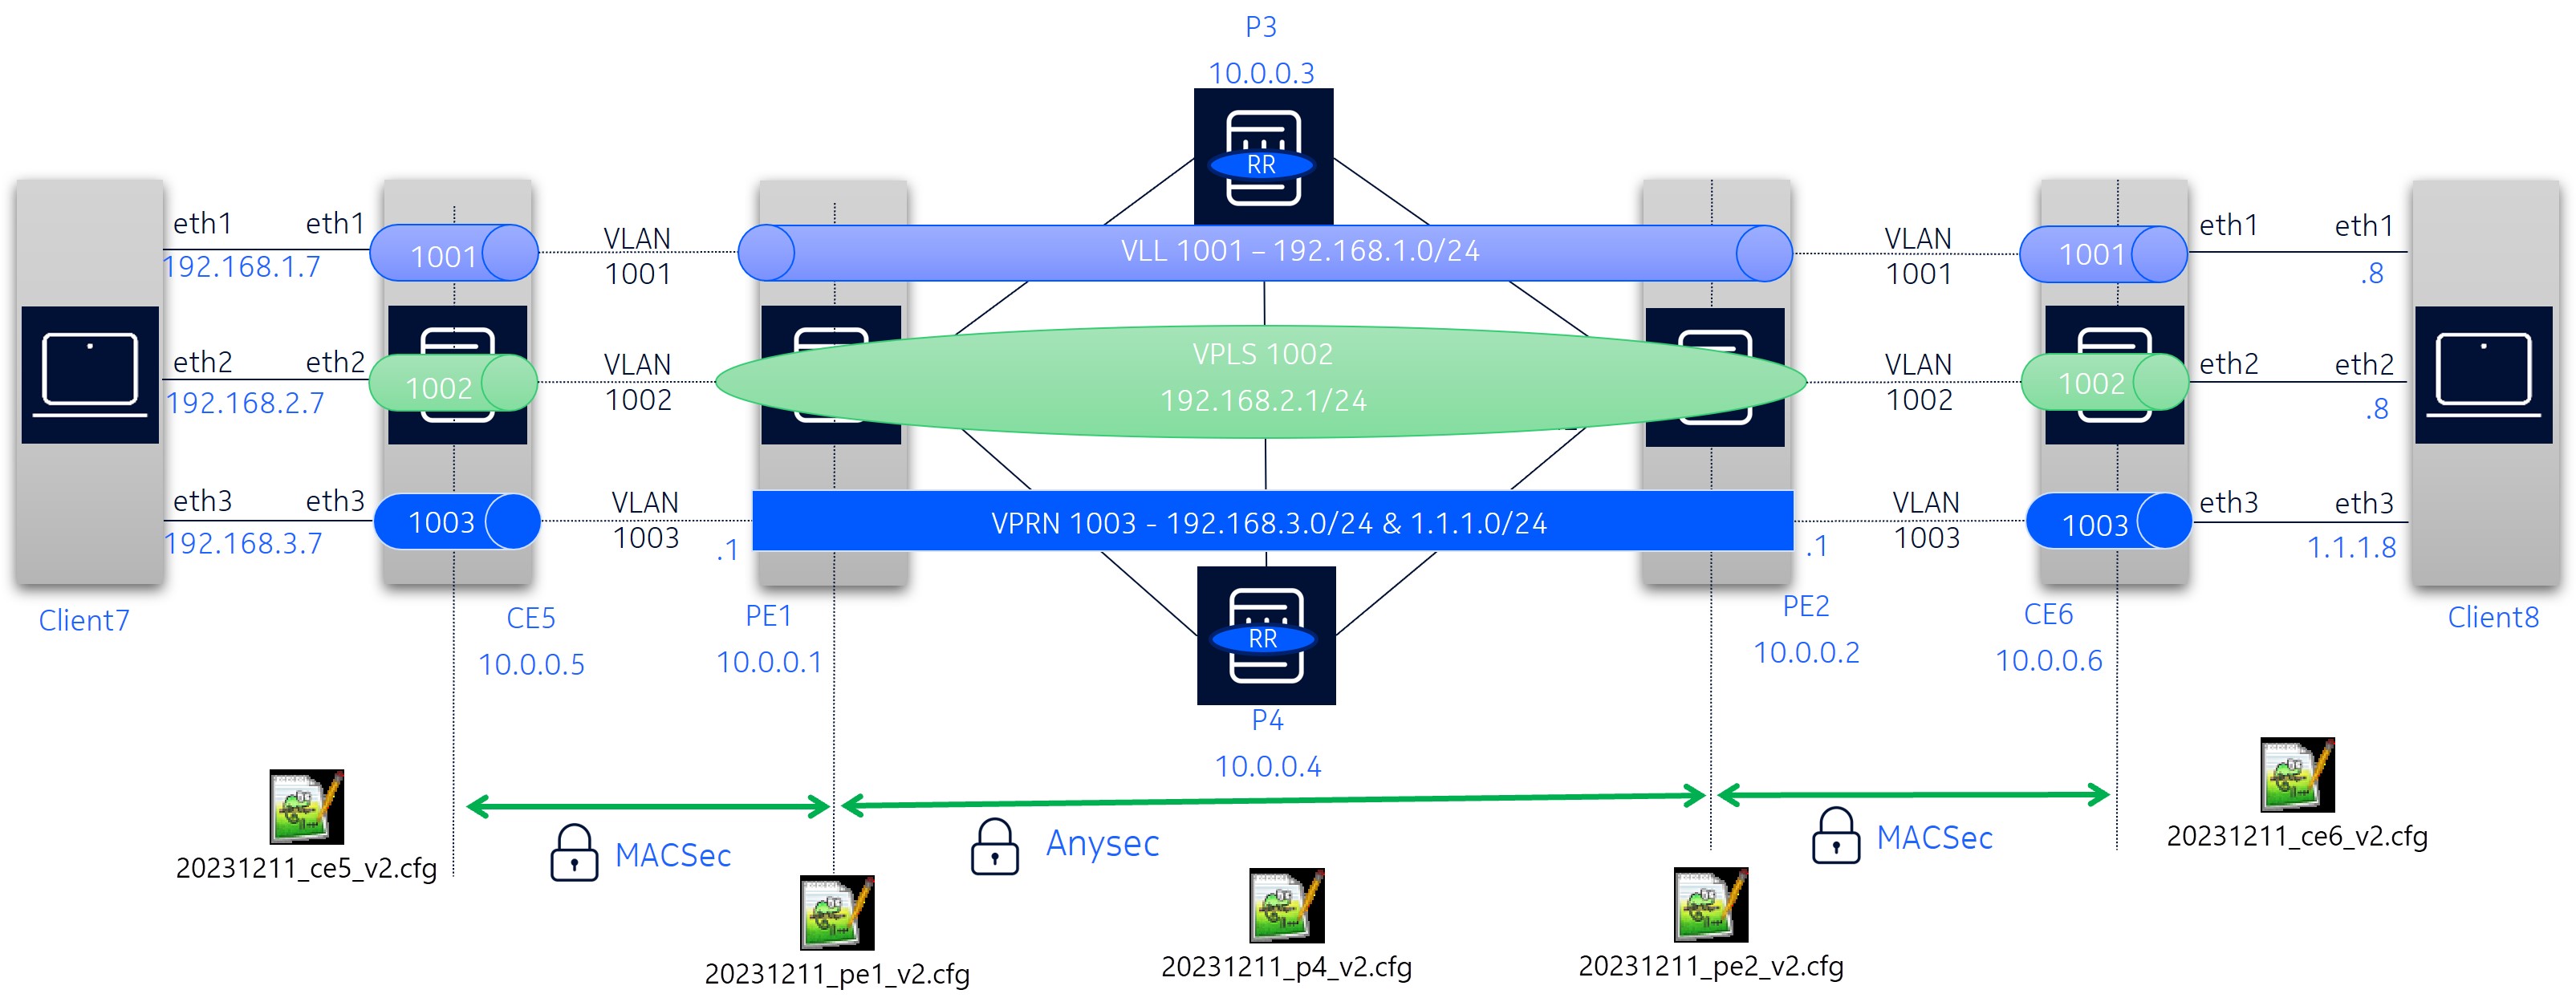 P3
10.0.0.3
RR
eth1
eth1
192.168.1.7
1001
VLAN
1001
VLL 1001 – 192.168.1.0/24
VLAN
1001
1001
eth1
eth1
.8
eth2
eth2
192.168.2.7
1002
VLAN
1002
VPLS 1002
192.168.2.1/24
VLAN
1002
1002
eth2
eth2
.8
eth3
eth3
192.168.3.7
1003
VLAN
1003
.1
VPRN 1003 - 192.168.3.0/24 & 1.1.1.0/24
.1
VLAN
1003
1003
eth3
eth3
1.1.1.8
Client7
CE5
10.0.0.5
PE1
10.0.0.1
RR
P4
10.0.0.4
PE2
10.0.0.2
CE6
10.0.0.6
Client8
MACSec
Anysec
MACSec
20231211_ce5_v2.cfg
20231211_pe1_v2.cfg
20231211_p4_v2.cfg
20231211_pe2_v2.cfg
20231211_ce6_v2.cfg